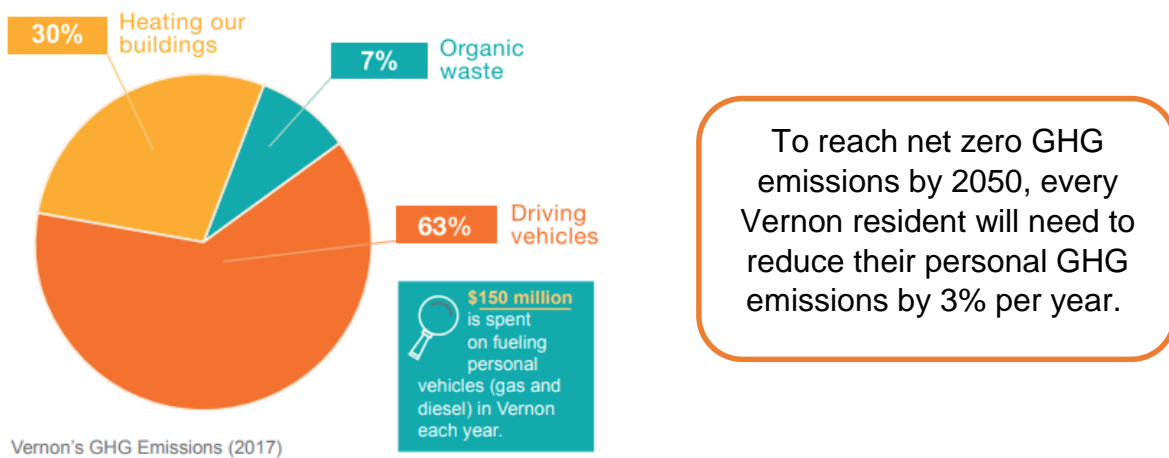 30%
Heating our
buildings
7%
Organic
waste
63%
Driving
vehicles
$150 million
is spent
on fueling
personal
vehicles (gas and
diesel) in Vernon
each year.
Vernon's GHG Emissions (2017)
To reach net zero GHG
emissions by 2050, every
Vernon resident will need to
reduce their personal GHG
emissions by 3% per year.